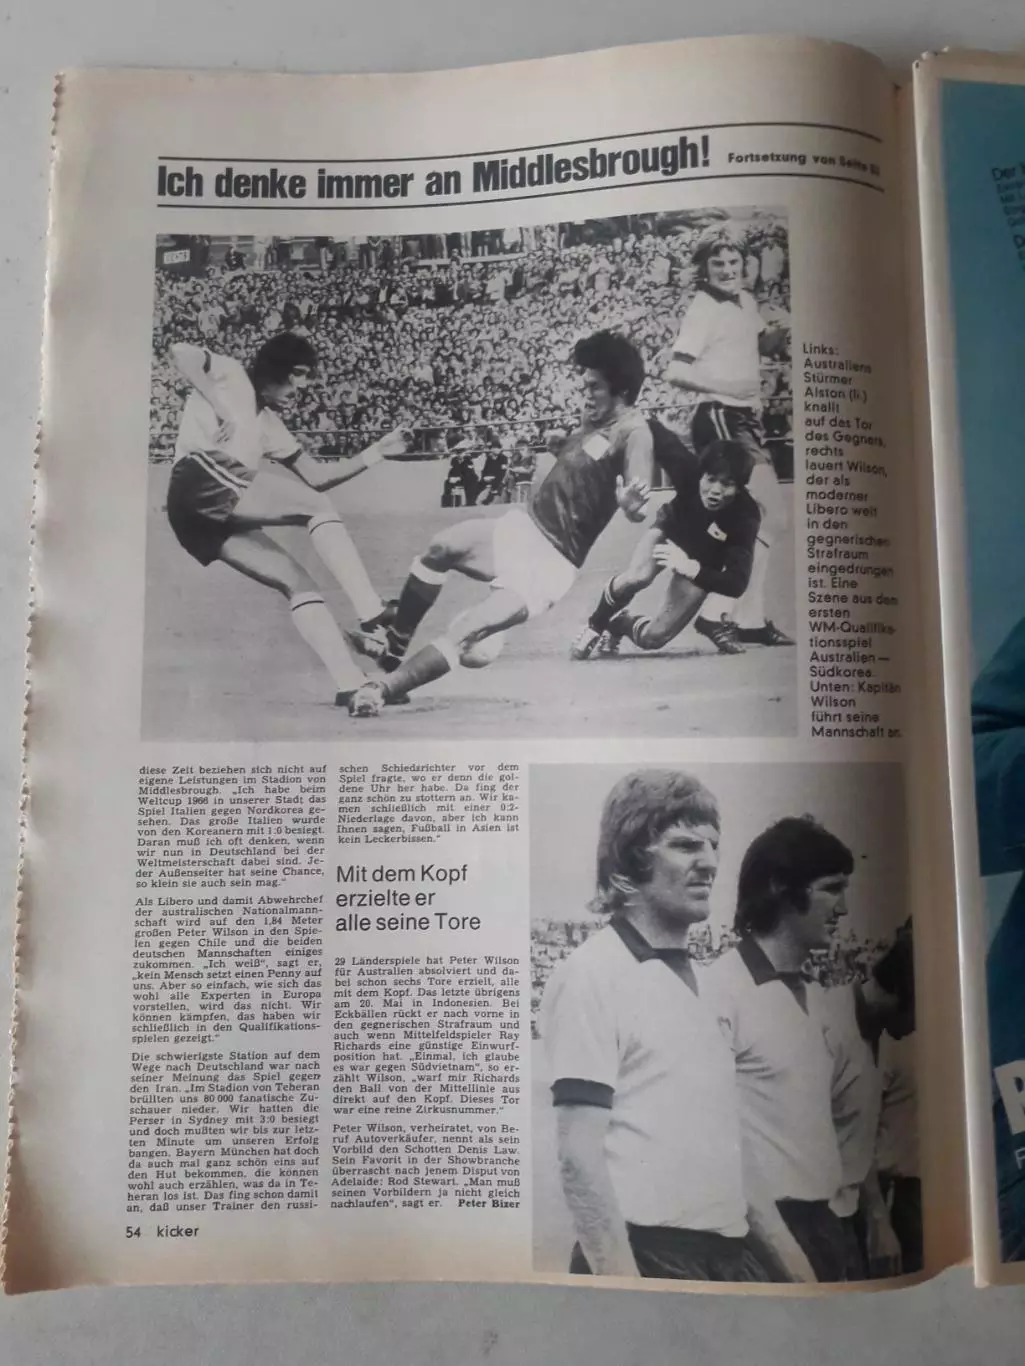 Ich denke immer an Middlesbrough!
Fortsetzung von Seite
Links:
Australiens
Stürmer
Alston (li.)
knallt
auf das Tor
des Gegners,
rechts
lauert Wilson,
der als
moderner
Libero weit
in den
gegnerischen
Strafraum
eingedrungen
ist. Eine
Szene aus dem
ersten
WM-Qualifika-
tionsspiel
Australien —
Südkorea.
Unten: Kapitän
Wilson
führt seine
Mannschaft an.
diese Zeit beziehen sich nicht auf
eigene Leistungen im Stadion von
Middlesbrough. „Ich habe beim
Weltcup 1966 in unserer Stadt das
Spiel Italien gegen Nordkorea ge-
sehen. Das große Italien wurde
von den Koreanern mit 1:0 besiegt.
Daran muß ich oft denken, wenn
wir nun in Deutschland bei der
Weltmeisterschaft dabei sind. Je-
der Außenseiter hat seine Chance,
so klein sie auch sein mag.“
Als Libero und damit Abwehrchef
der australischen Nationalmann-
schaft wird auf den 1,84 Meter
großen Peter Wilson in den Spie-
len gegen Chile und die beiden
deutschen Mannschaften einiges
zukommen. „Ich weiß“, sagt er,
„kein Mensch setzt einen Penny auf
uns. Aber so einfach, wie sich das
wohl alle Experten in Europa
vorstellen, wird das nicht. Wir
können kämpfen, das haben wir
schließlich in den Qualifikations-
spielen gezeigt.“
Die schwierigste Station auf dem
Wege nach Deutschland war nach
seiner Meinung das Spiel gegen
den Iran. „Im Stadion von Teheran
brüllten uns 80 000 fanatische Zu-
schauer nieder. Wir hatten die
Perser in Sydney mit 3:0 besiegt
und doch mußten wir bis zur letz-
ten Minute um unseren Erfolg
bangen. Bayern München hat doch
da auch mal ganz schön eins auf
den Hut bekommen, die können
wohl auch erzählen, was da in Te-
heran los ist. Das fing schon damit
an, daß unser Trainer den russi-
schen Schiedsrichter vor dem
Spiel fragte, wo er denn die gol-
dene Uhr her habe. Da fing der
ganz schön zu stottern an. Wir ka-
men schließlich mit einer 0:2-
Niederlage davon, aber ich kann
Ihnen sagen, Fußball in Asien ist
kein Leckerbissen.“
Mit dem Kopf
erzielte er
alle seine Tore
29 Länderspiele hat Peter Wilson
für Australien absolviert und da-
bei schon sechs Tore erzielt, alle
mit dem Kopf. Das letzte übrigens
am 20. Mai in Indonesien. Bei
Eckbällen rückt er nach vorne in
den gegnerischen Strafraum und
auch wenn Mittelfeldspieler Ray
Richards eine günstige Einwurf-
position hat. „Einmal, ich glaube
es war gegen Südvietnam“, so er-
zählt Wilson, „warf mir Richards
den Ball von der Mittellinie aus
direkt auf den Kopf. Dieses Tor
war eine reine Zirkusnummer.“
Peter Wilson, verheiratet, von Be-
ruf Autoverkäufer, nennt als sein
Vorbild den Schotten Denis Law.
Sein Favorit in der Showbranche
überrascht nach jenem Disput von
Adelaide: Rod Stewart. „Man muß
seinen Vorbildern ja nicht gleich
nachlaufen“, sagt er. Peter Bizer
54 kicker